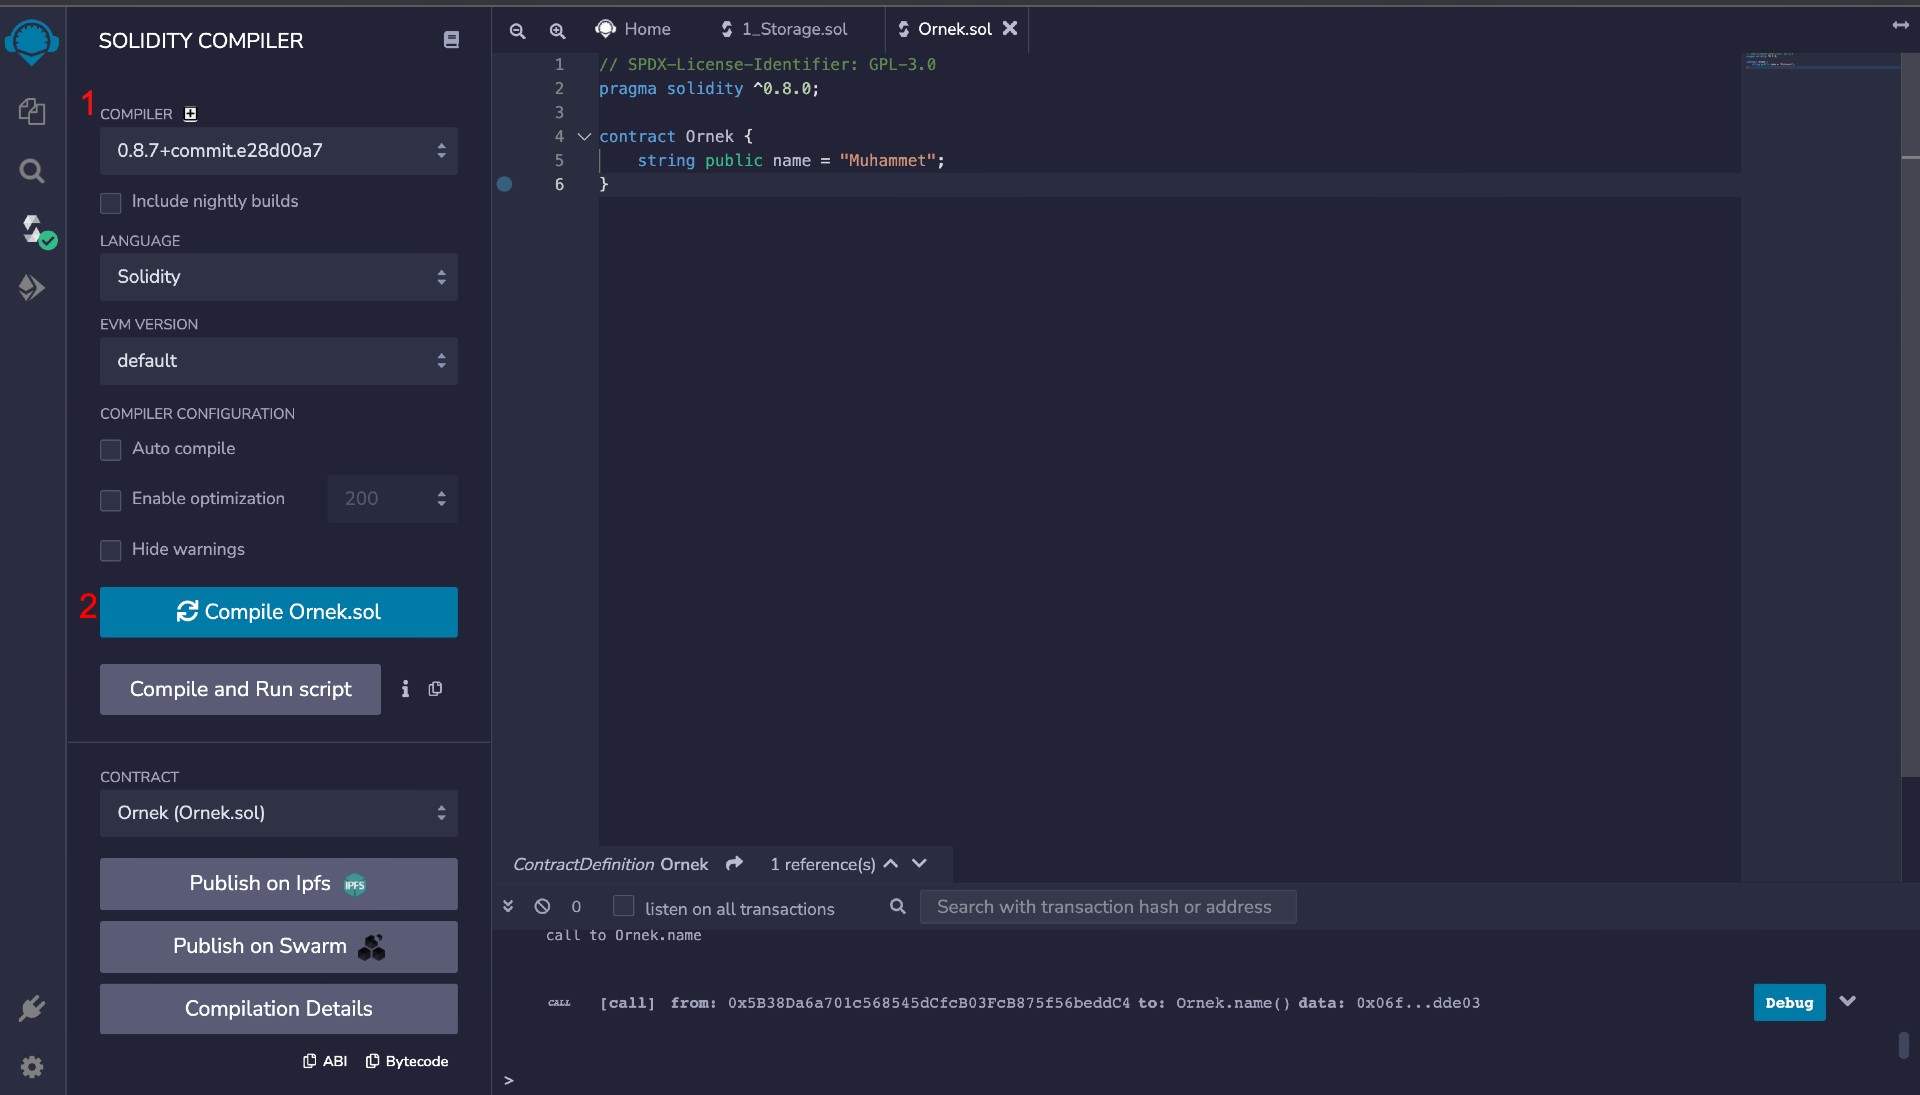 SOLIDITY COMPILER
1
COMPILER
0.8.7+commit.e28d00a7
Include nightly builds
LANGUAGE
Solidity
EVM VERSION
default
COMPILER CONFIGURATION
Auto compile
Enable optimization
200
Hide warnings
2
Compile Ornek.sol
Compile and Run script
CONTRACT
Ornek (Ornek.sol)
Publish on Ipfs IPFS
Publish on Swarm
Compilation Details
ABI Bytecode
Home 1_Storage.sol Ornek.sol
1 // SPDX-License-Identifier: GPL-3.0
2 pragma solidity ^0.8.0;
3
4 contract Ornek {
5 string public name = "Muhammet";
6 }
ContractDefinition Ornek 1 reference(s)
0 listen on all transactions Search with transaction hash or address
call to Ornek.name
CALL [call] from: 0x5B38Da6a701c568545dCfcB03FcB875f56beddC4 to: Ornek.name() data: 0x06f...dde03 Debug
>